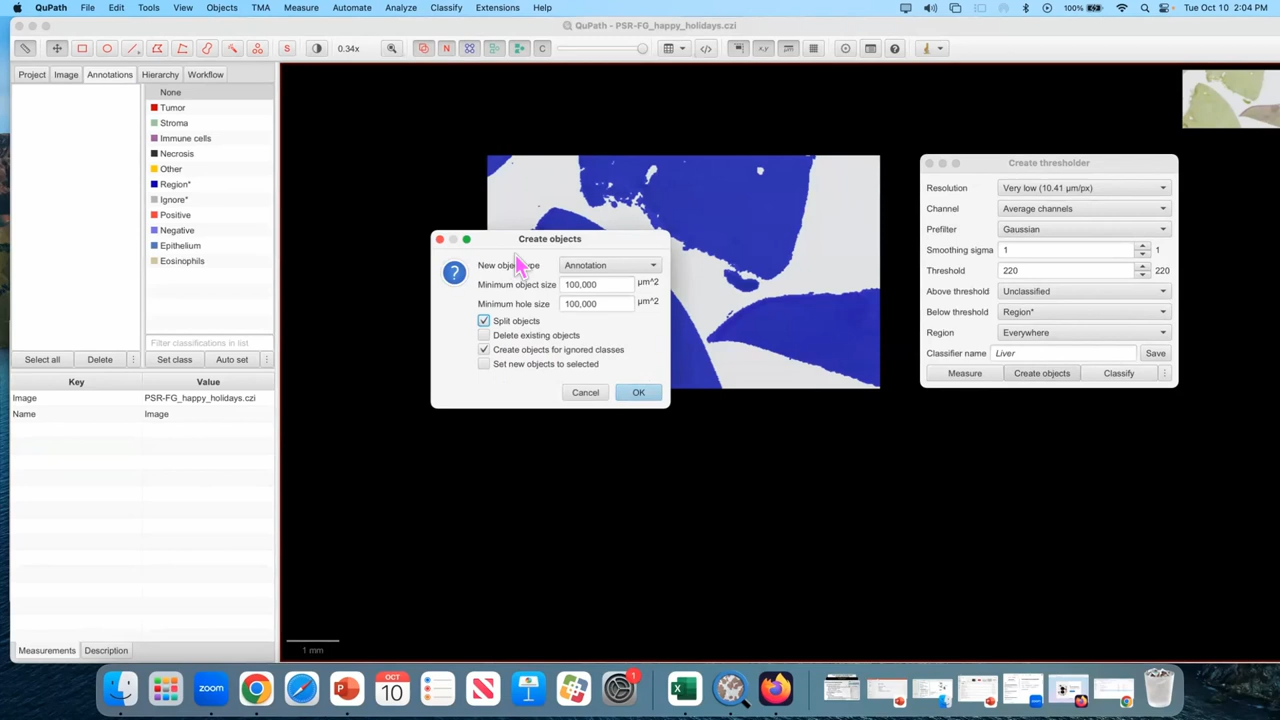 QuPath File Edit Tools View Objects TMA Measure Automate Analyze Classify Extensions Help 100% Tue Oct 10 2:04 PM
QuPath - PSR-FG_happy_holidays.czi
S 0.34x N C x,y
Project Image Annotations Hierarchy Workflow
None
Tumor
Stroma
Immune cells
Necrosis
Other
Region*
Ignore*
Positive
Negative
Epithelium
Eosinophils
Filter classifications in list
Select all Delete Set class Auto set
Key Value
Image PSR-FG_happy_holidays.czi
Name Image
Measurements Description
Create objects
New object type Annotation
Minimum object size 100,000 µm^2
Minimum hole size 100,000 µm^2
Split objects
Delete existing objects
Create objects for ignored classes
Set new objects to selected
Cancel OK
Create thresholder
Resolution Very low (10.41 µm/px)
Channel Average channels
Prefilter Gaussian
Smoothing sigma 1 1
Threshold 220 220
Above threshold Unclassified
Below threshold Region*
Region Everywhere
Classifier name Liver Save
Measure Create objects Classify
1 mm
OCT
10
zoom
1